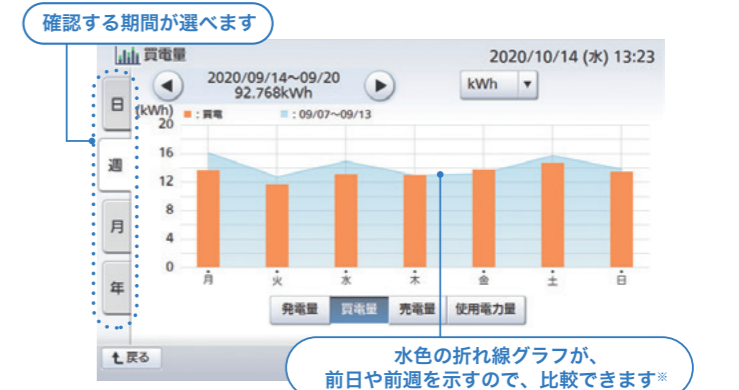 確認する期間が選べます
買電量
2020/10/14 (水) 13:23
2020/09/14～09/20
92.768kWh
kWh
日
週
月
年
(kWh)
：買電
：09/07～09/13
20
16
12
8
4
0
月 火 水 木 金 土 日
発電量 買電量 売電量 使用電力量
戻る
水色の折れ線グラフが、
前日や前週を示すので、比較できます※